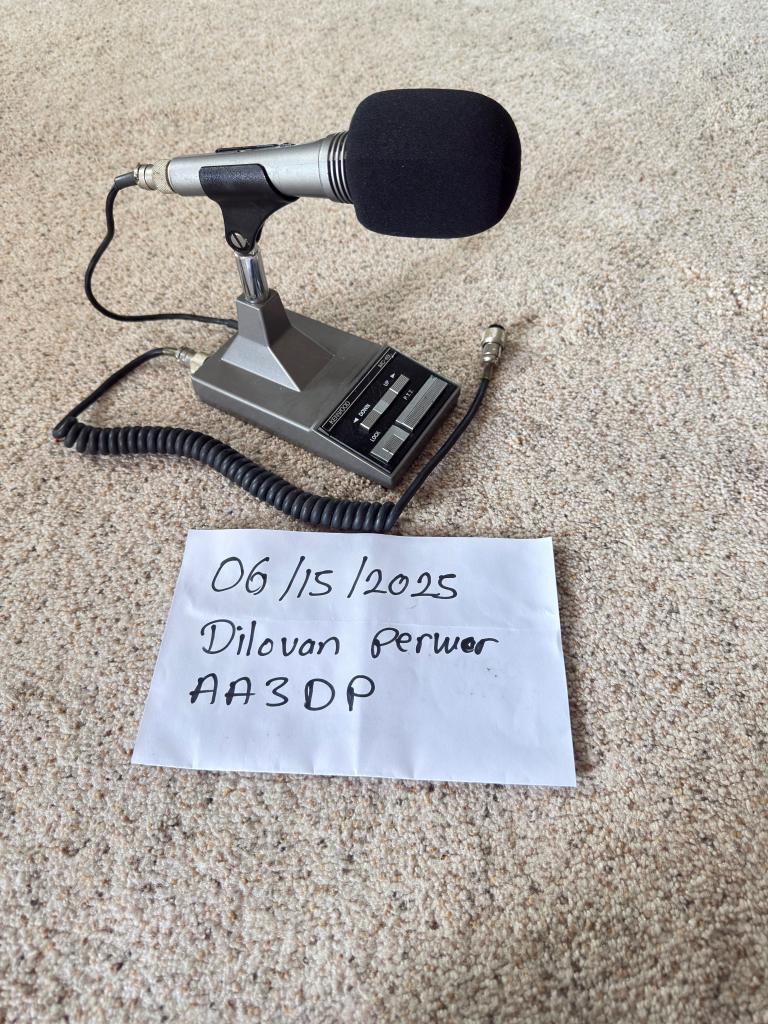 KENWOOD
◄ DOWN
UP ►
LOCK
PTT
06/15/2025
Dilovan perwer
AA3DP